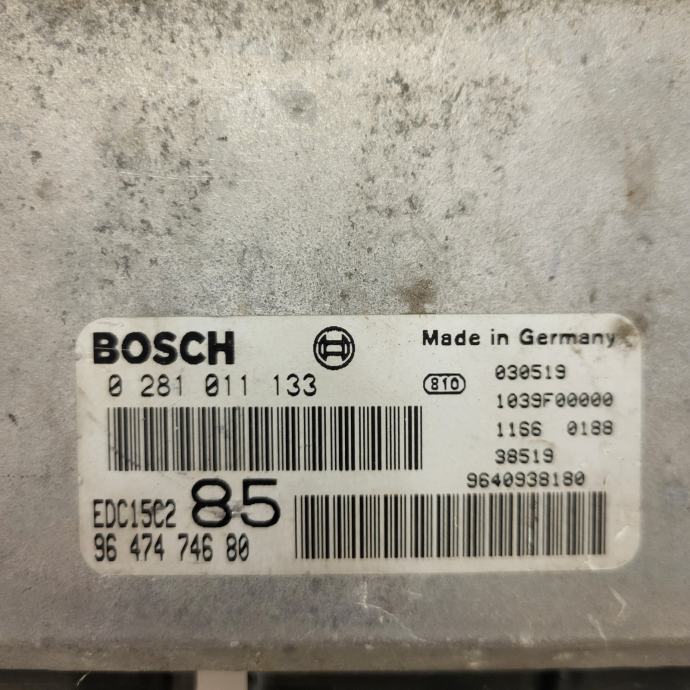 BOSCH
Made in Germany
0 281 011 133
810
030519
1039F00000
1166 0188
38519
9640938180
EDC15C2 85
96 474 746 80